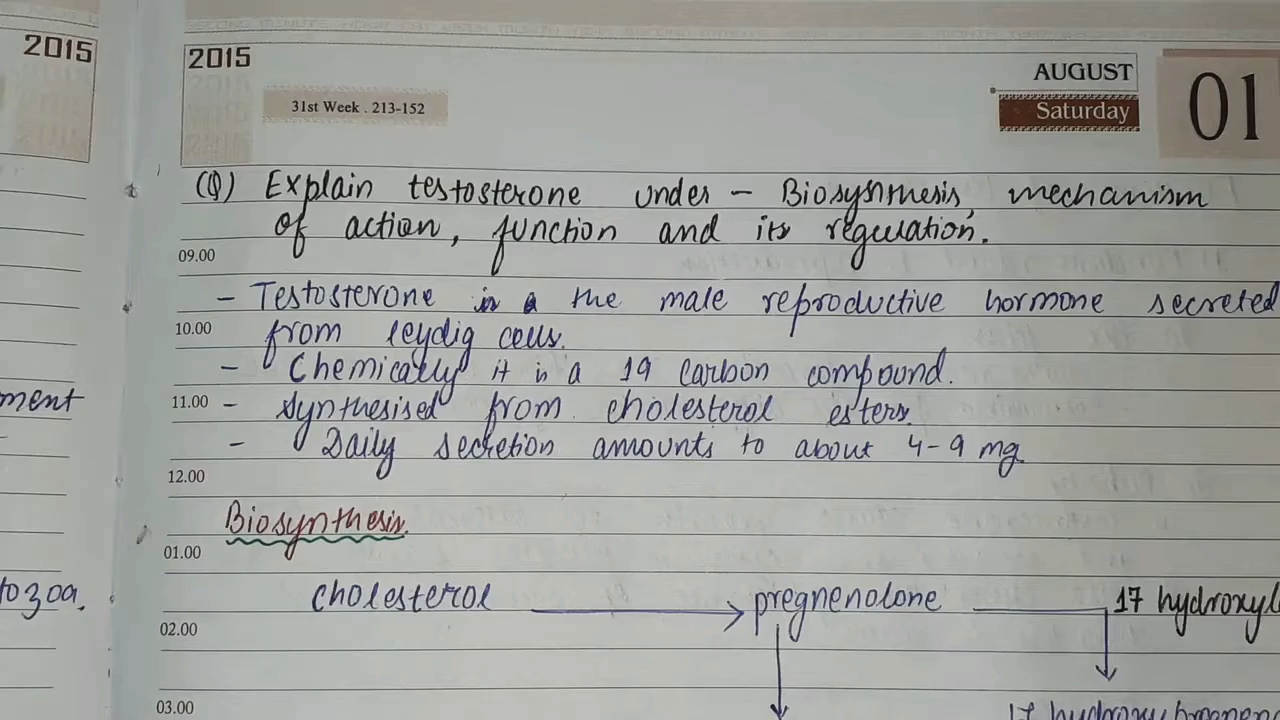 2015
2015
31st Week . 213-152
AUGUST
Saturday
01
(Q) Explain testosterone under - Biosynthesis, mechanism
of action, function and its regulation.
09.00
- Testosterone is a the male reproductive hormone secreted
10.00
from leydig cells.
- Chemically it is a 19 carbon compound.
11.00
- Synthesised from cholesterol esters.
- Daily secretion amounts to about 4-9 mg
12.00
ment
Biosynthesis.
01.00
tozoa.
cholesterol pregnenolone 17 hydroxyl
02.00
03.00
17 hydroxy